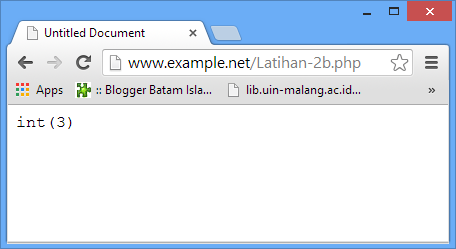 Untitled Document
www.example.net/Latihan-2b.php
Apps :: Blogger Batam Isla... lib.uin-malang.ac.id... »
int(3)